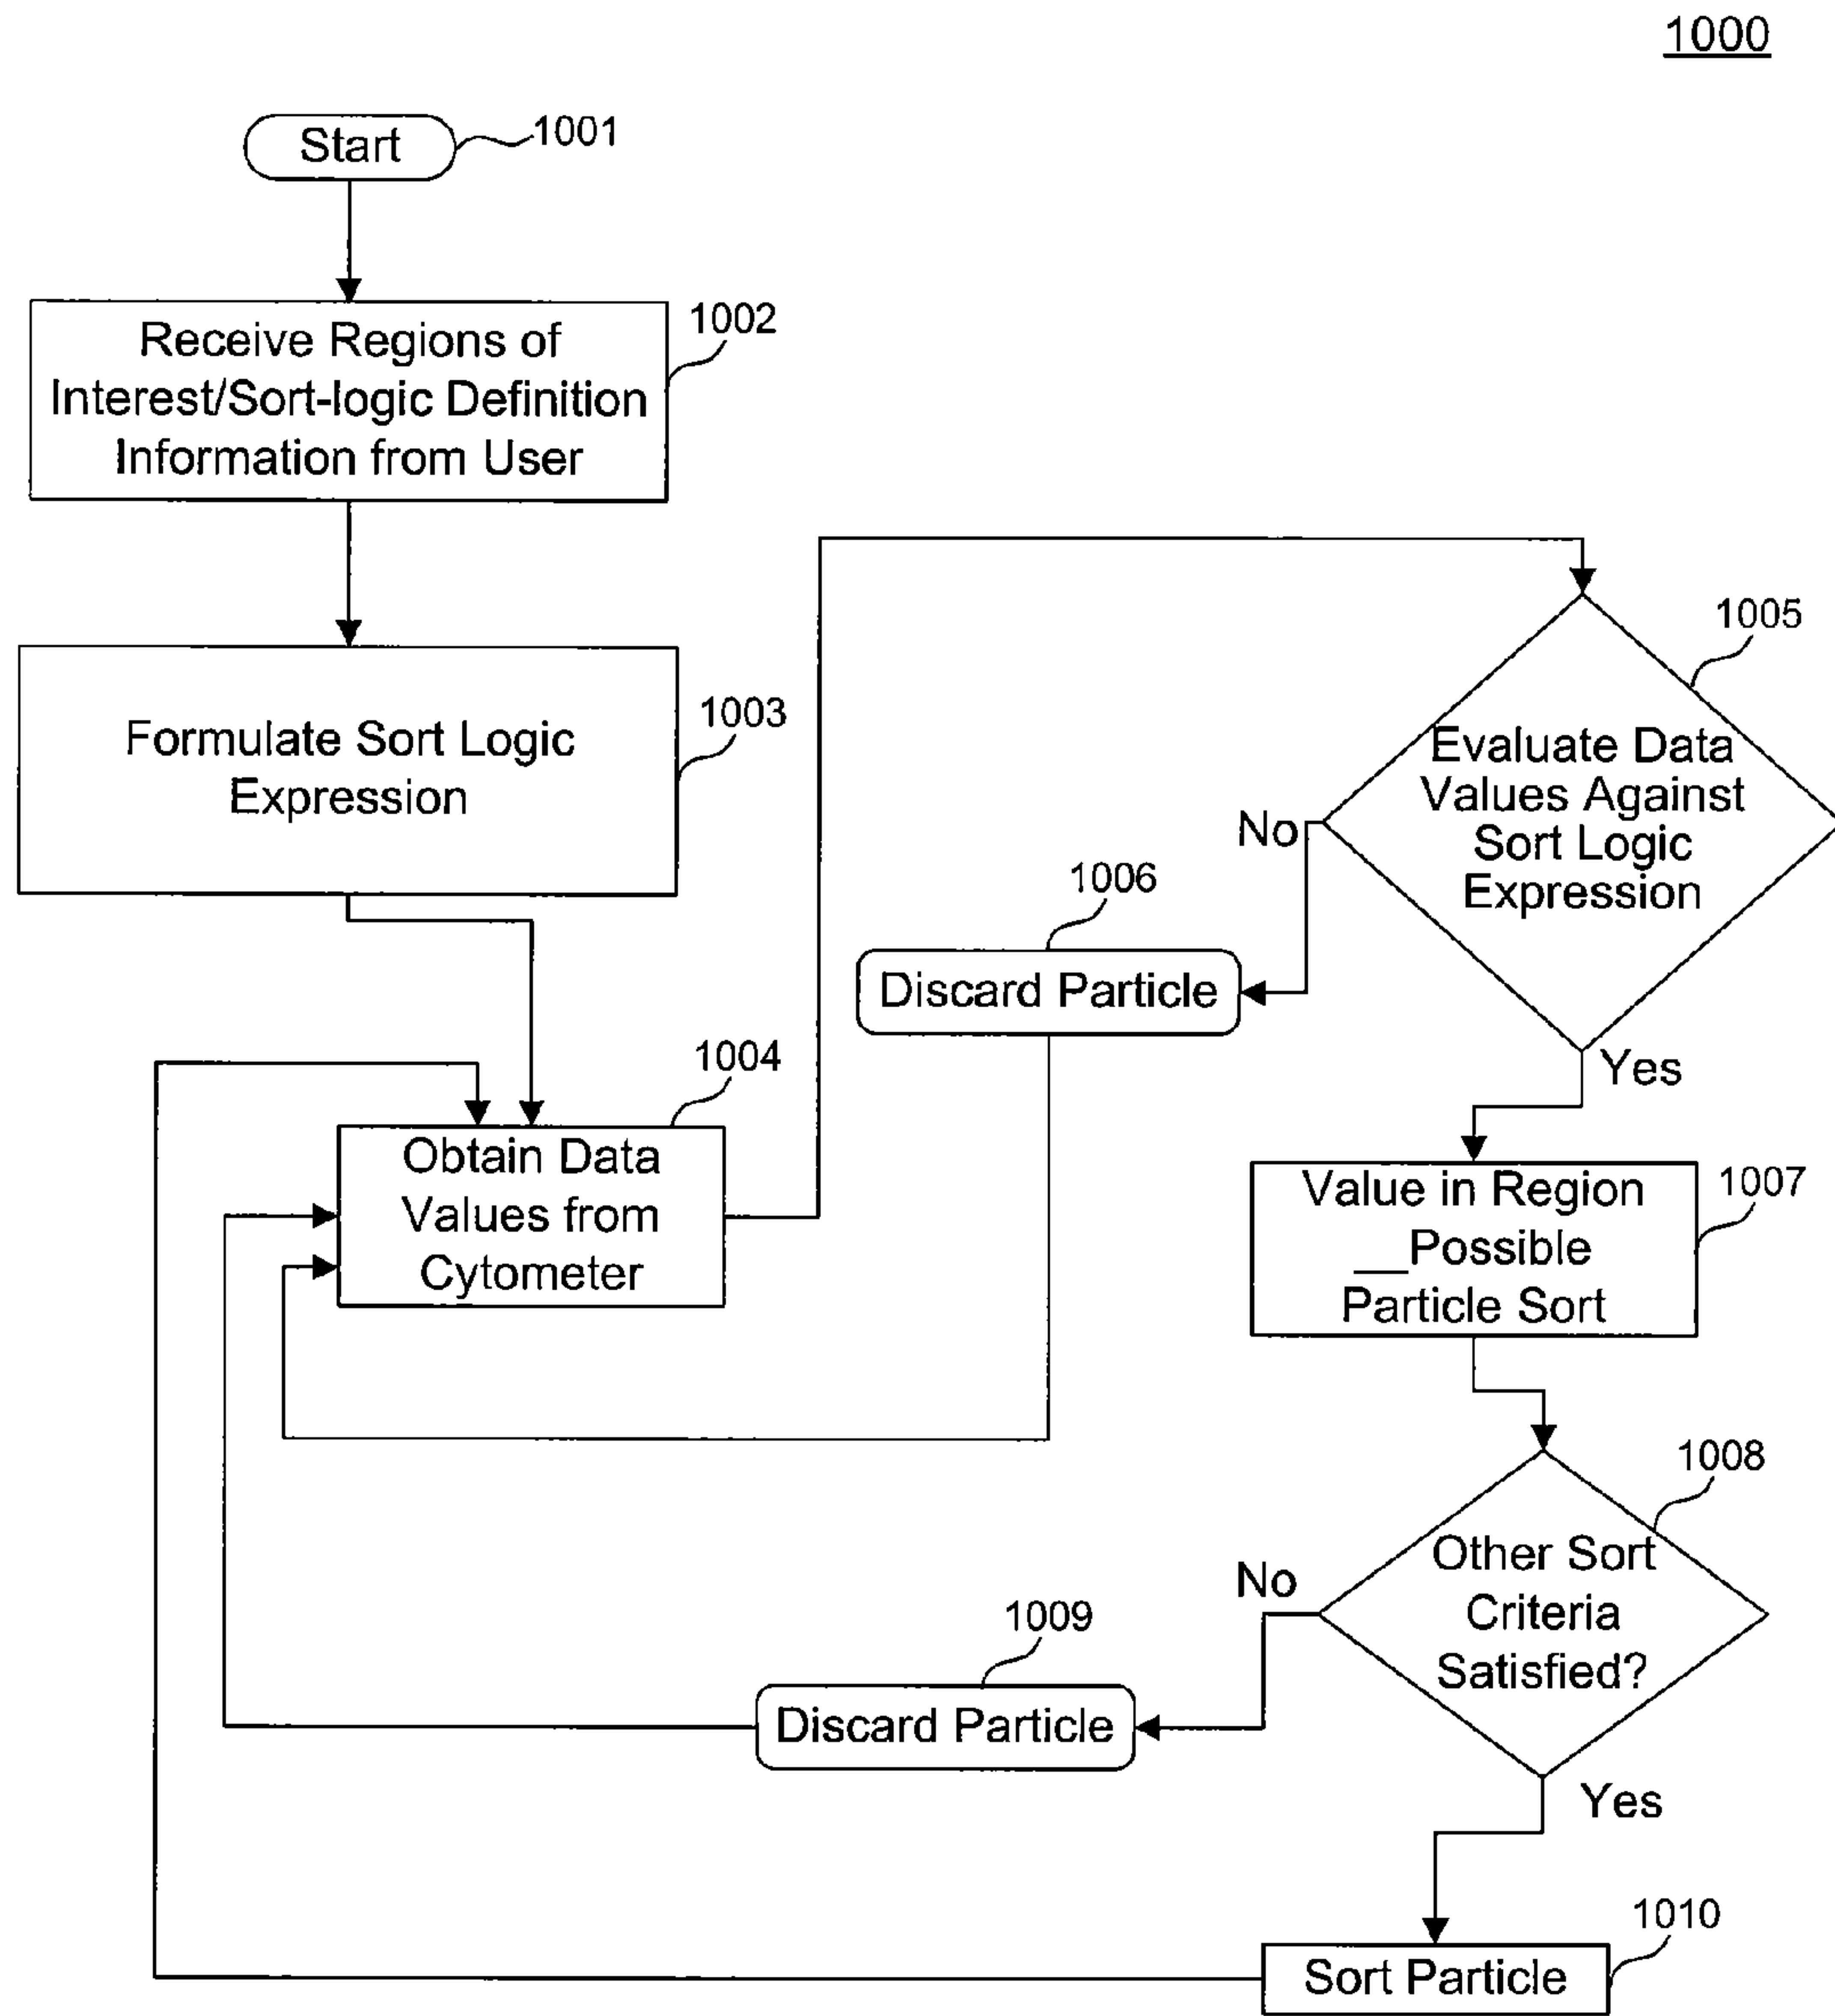 1000
Start
1001
Receive Regions of
Interest/Sort-logic Definition
Information from User
1002
Formulate Sort Logic
Expression
1003
Obtain Data
Values from
Cytometer
1004
Evaluate Data
Values Against
Sort Logic
Expression
1005
No
Yes
Discard Particle
1006
Value in Region
__Possible
Particle Sort
1007
Other Sort
Criteria
Satisfied?
1008
No
Yes
Discard Particle
1009
Sort Particle
1010